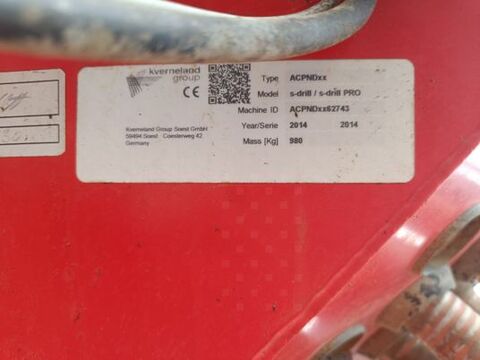 kverneland
group
Type ACPNDxx
Model s-drill / s-drill PRO
Machine ID ACPNDxx62743
Year/Serie 2014 2014
Mass [Kg] 980
Kverneland Group Soest GmbH
59494 Soest Coesterweg 42
Germany